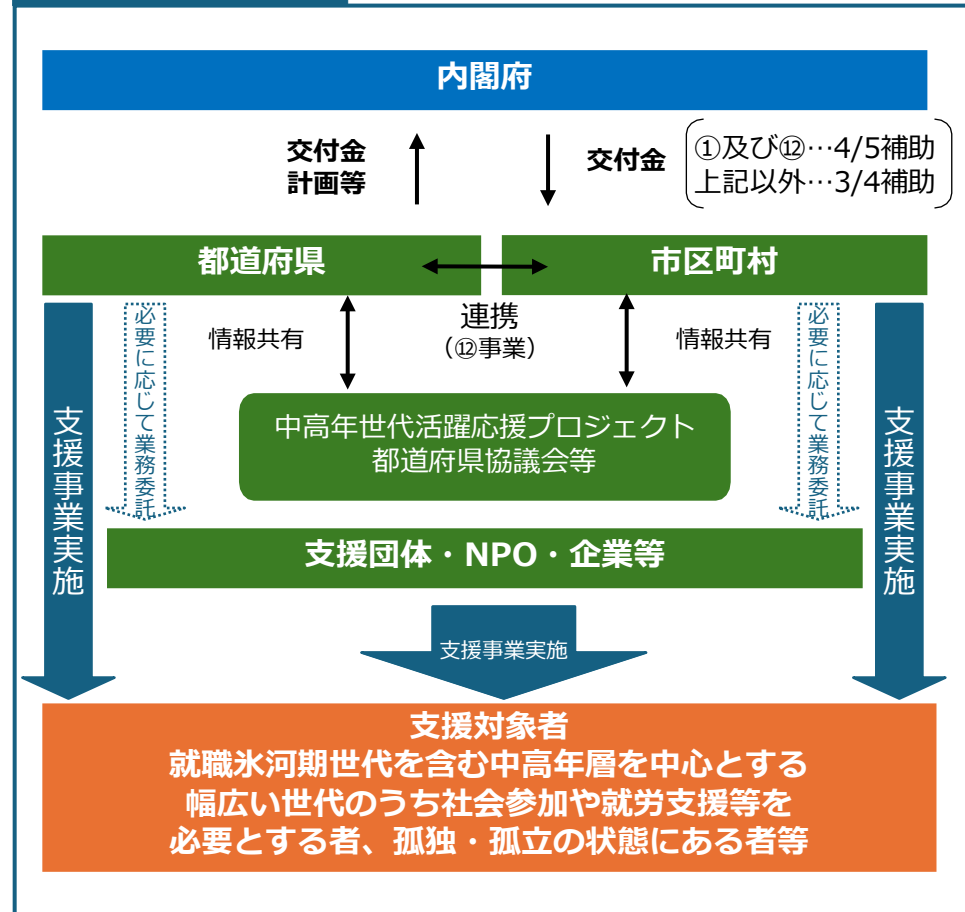 内閣府
交付金
計画等
交付金
①及び⑫…4/5補助
上記以外…3/4補助
都道府県
市区町村
必要に応じて業務委託
情報共有
連携
（⑫事業）
情報共有
必要に応じて業務委託
支援事業実施
中高年世代活躍応援プロジェクト
都道府県協議会等
支援事業実施
支援団体・NPO・企業等
支援事業実施
支援対象者
就職氷河期世代を含む中高年層を中心とする
幅広い世代のうち社会参加や就労支援等を
必要とする者、孤独・孤立の状態にある者等